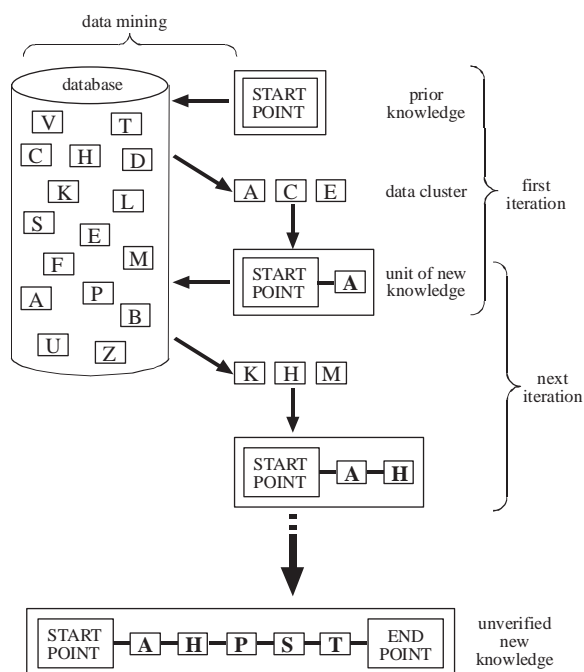 data mining
database
V
T
C
H
D
K
L
S
E
F
M
A
P
B
U
Z
START
POINT
prior
knowledge
A C E
data cluster
first
iteration
START
POINT
A
unit of new
knowledge
K H M
next
iteration
START
POINT
A
H
START
POINT
A H P S T
END
POINT
unverified
new
knowledge